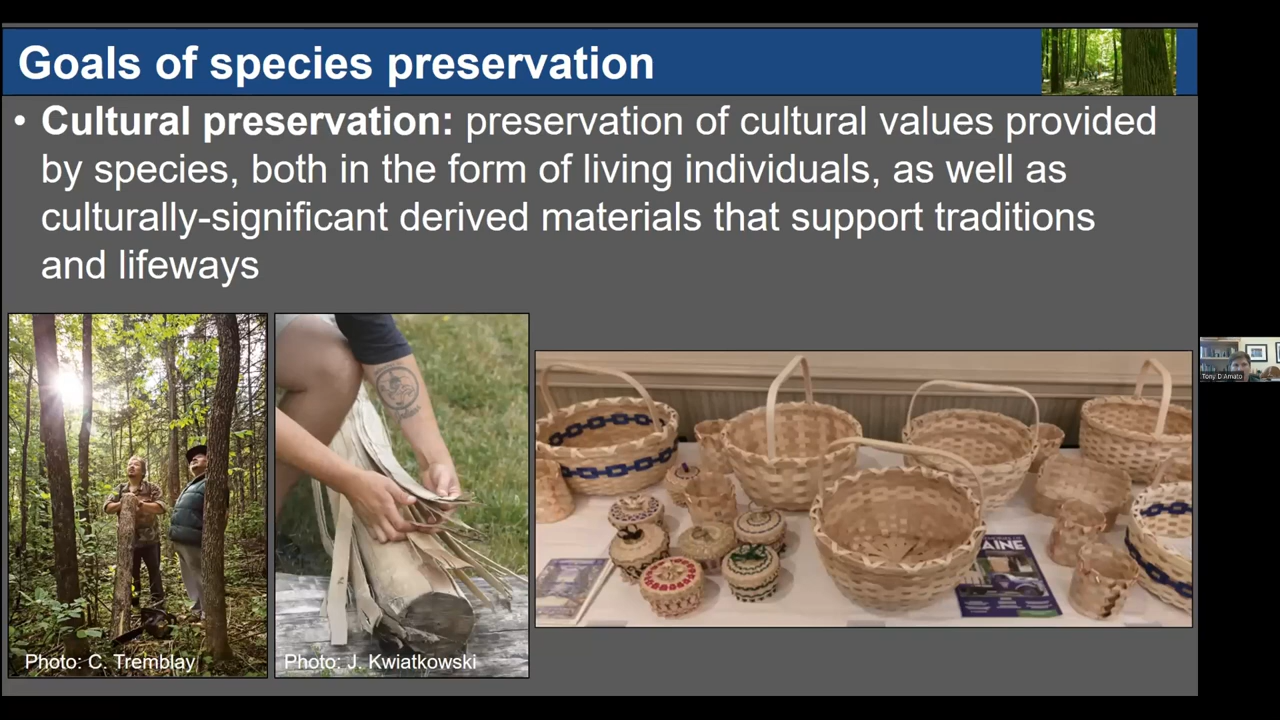 Goals of species preservation
• Cultural preservation: preservation of cultural values provided
by species, both in the form of living individuals, as well as
culturally-significant derived materials that support traditions
and lifeways
Photo: C. Tremblay
Photo: J. Kwiatkowski
AINE
Tony D'Amato